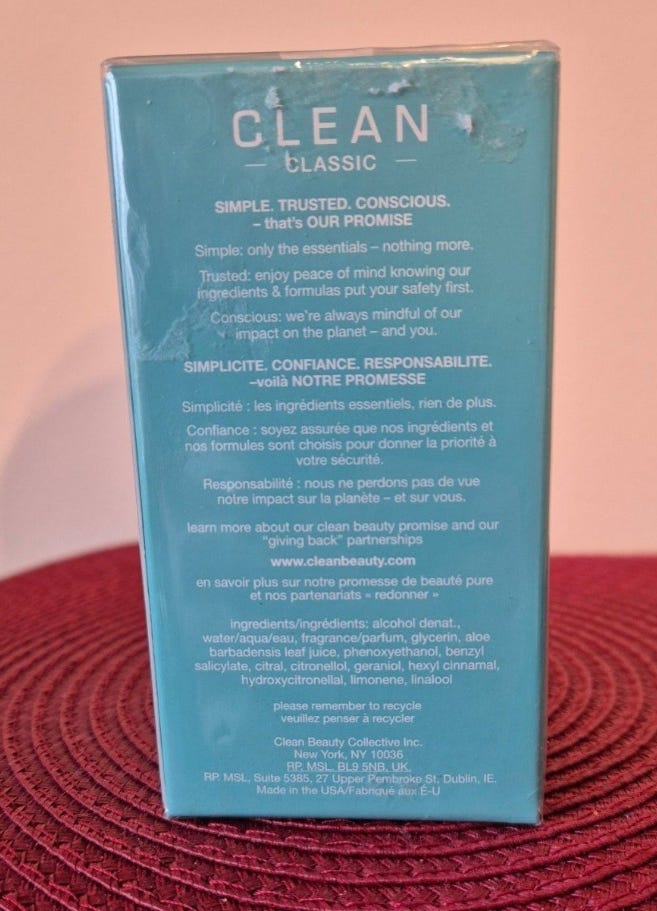 CLEAN
— CLASSIC —
SIMPLE. TRUSTED. CONSCIOUS.
– that's OUR PROMISE
Simple: only the essentials – nothing more.
Trusted: enjoy peace of mind knowing our
ingredients & formulas put your safety first.
Conscious: we're always mindful of our
impact on the planet – and you.
SIMPLICITE. CONFIANCE. RESPONSABILITE.
–voilà NOTRE PROMESSE
Simplicité : les ingrédients essentiels, rien de plus.
Confiance : soyez assurée que nos ingrédients et
nos formules sont choisis pour donner la priorité à
votre sécurité.
Responsabilité : nous ne perdons pas de vue
notre impact sur la planète – et sur vous.
learn more about our clean beauty promise and our
"giving back" partnerships
www.cleanbeauty.com
en savoir plus sur notre promesse de beauté pure
et nos partenariats « redonner »
ingredients/ingrédients: alcohol denat.,
water/aqua/eau, fragrance/parfum, glycerin, aloe
barbadensis leaf juice, phenoxyethanol, benzyl
salicylate, citral, citronellol, geraniol, hexyl cinnamal,
hydroxycitronellal, limonene, linalool
please remember to recycle
veuillez penser à recycler
Clean Beauty Collective Inc.
New York, NY 10036
RP. MSL, BL9 5NB, UK.
RP. MSL, Suite 5385, 27 Upper Pembroke St, Dublin, IE.
Made in the USA/Fabriqué aux É-U